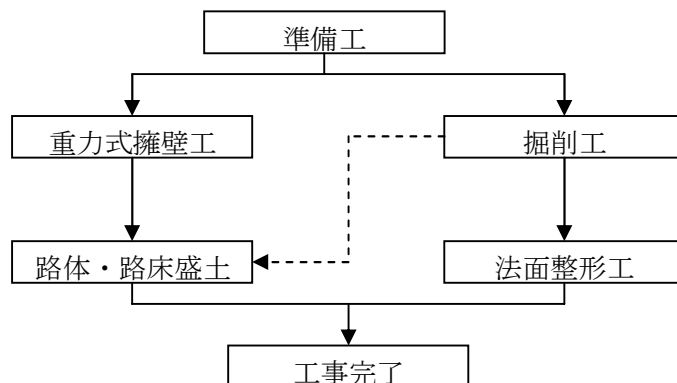 準備工
重力式擁壁工
掘削工
路体・路床盛土
法面整形工
工事完了